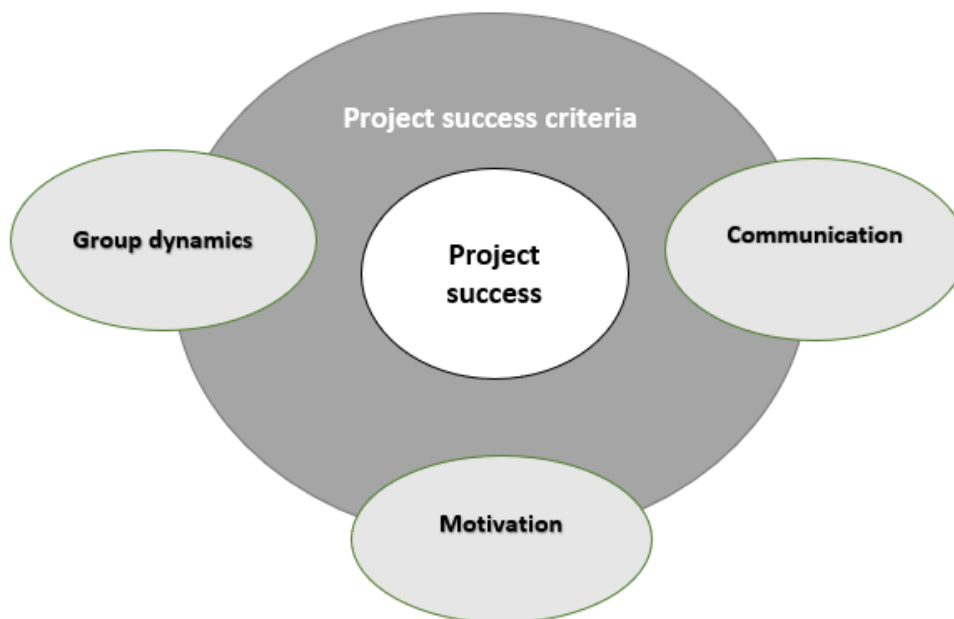 Project success criteria
Group dynamics
Project
success
Communication
Motivation